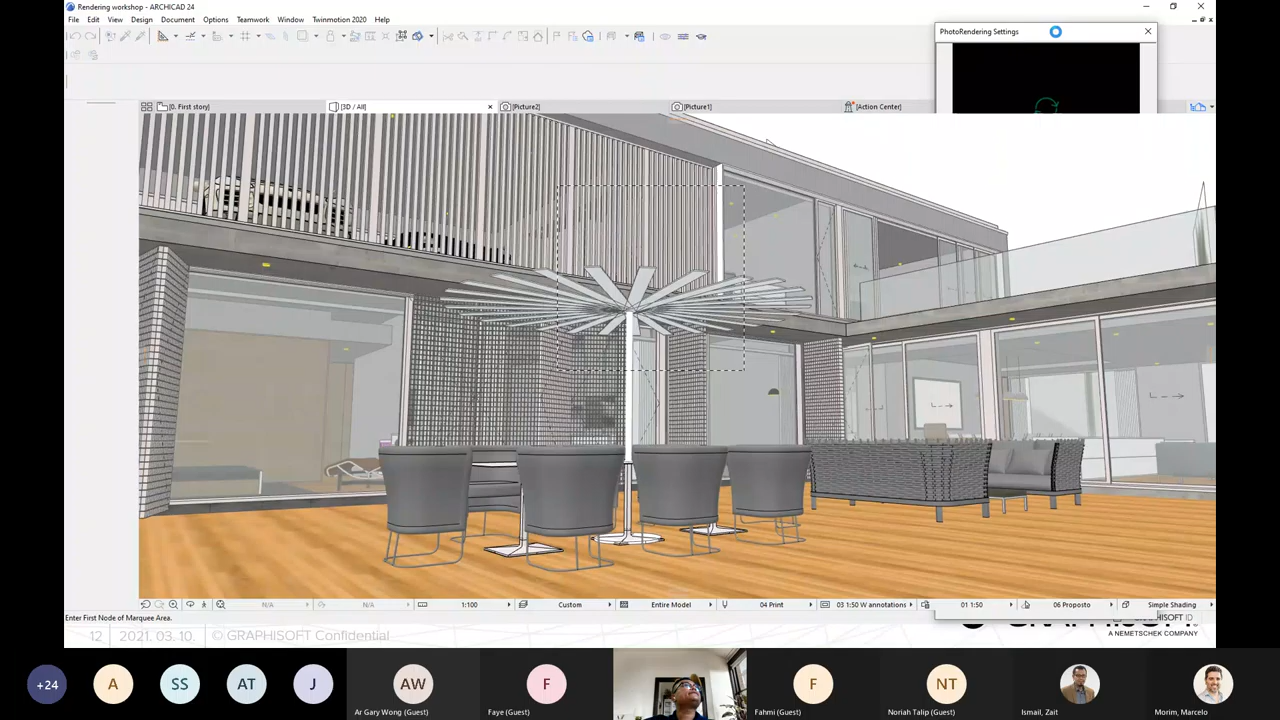 Rendering workshop - ARCHICAD 24
File Edit View Design Document Options Teamwork Window Twinmotion 2020 Help
PhotoRendering Settings
[0. First story]
[3D / All]
[Picture2]
[Picture1]
[Action Center]
N/A
N/A
1:100
Custom
Entire Model
04 Print
03 1:50 W annotations
01 1:50
06 Proposto
Simple Shading
Enter First Node of Marquee Area.
GRAPHISOFT ID
12 2021. 03. 10. © GRAPHISOFT Confidential
A NEMETSCHEK COMPANY
+24
A
SS
AT
J
AW
F
F
NT
Ar Gary Wong (Guest)
Faye (Guest)
Fahmi (Guest)
Noriah Talip (Guest)
Ismail, Zait
Morim, Marcelo